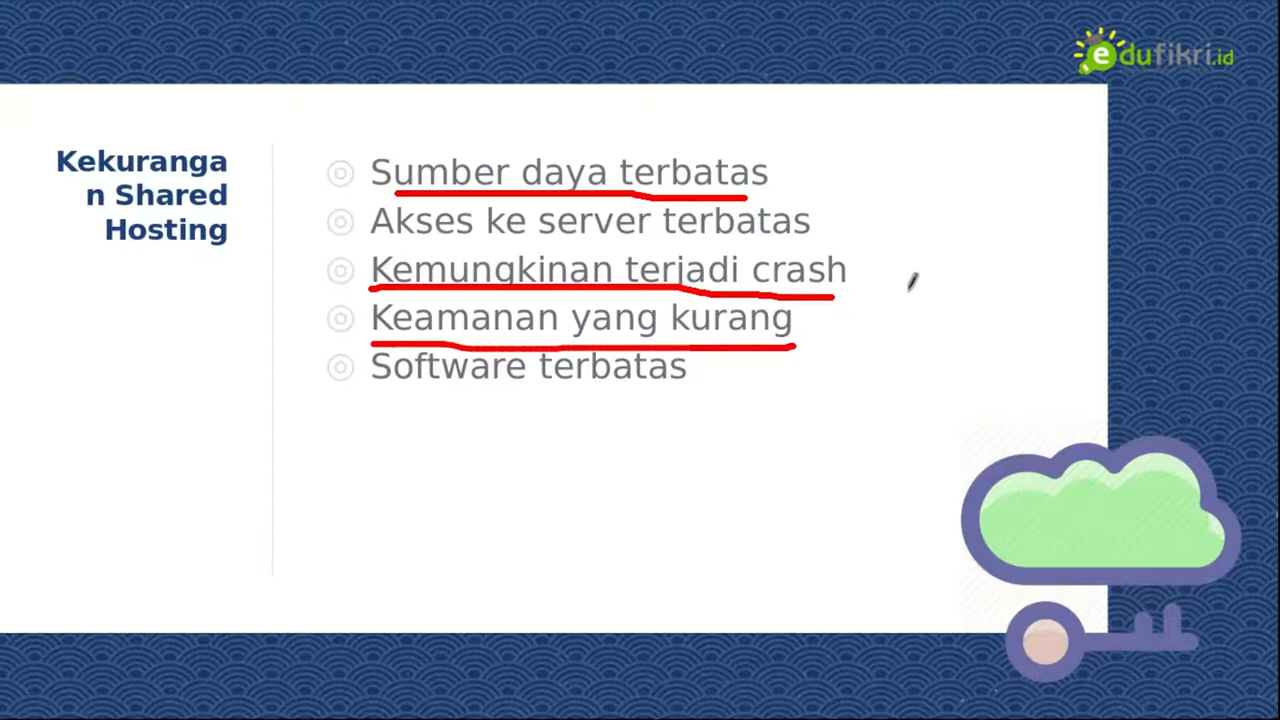 edufikri.id
Kekuranga
n Shared
Hosting
Sumber daya terbatas
Akses ke server terbatas
Kemungkinan terjadi crash
Keamanan yang kurang
Software terbatas